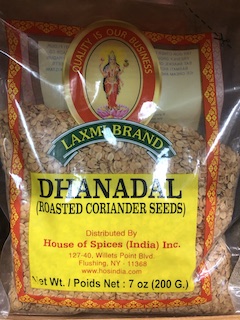 QUALITY IS OUR BUSINESS
LAXMI BRAND
DHANADAL
(ROASTED CORIANDER SEEDS)
Distributed By
House of Spices (India) Inc.
127-40, Willets Point Blvd.
Flushing, NY - 11368
www.hosindia.com
Net Wt. / Poids Net : 7 oz (200 G.)